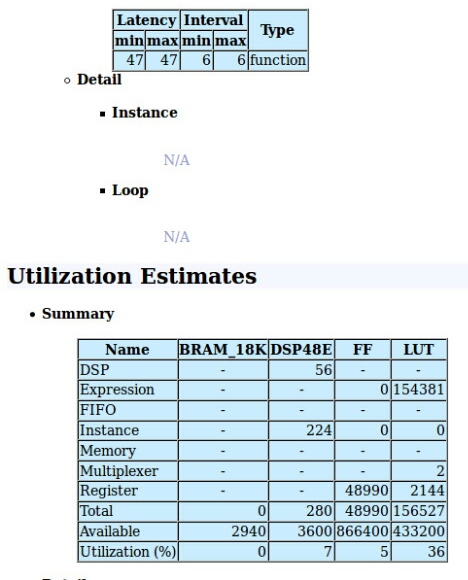 Latency Interval Type
min max min max
47 47 6 6 function
Detail
Instance
N/A
Loop
N/A
Utilization Estimates
Summary
Name BRAM_18K DSP48E FF LUT
DSP - 56 - -
Expression - - 0 154381
FIFO - - - -
Instance - 224 0 0
Memory - - - -
Multiplexer - - - 2
Register - - 48990 2144
Total 0 280 48990 156527
Available 2940 3600 866400 433200
Utilization (%) 0 7 5 36